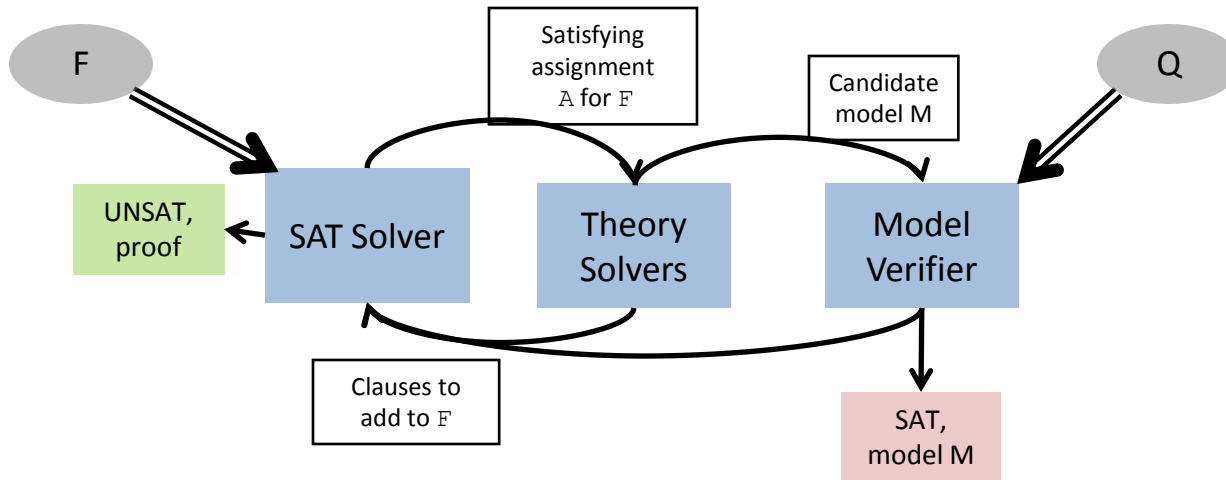 F
Satisfying
assignment
A for F
Candidate
model M
Q
UNSAT,
proof
SAT Solver
Theory
Solvers
Model
Verifier
Clauses to
add to F
SAT,
model M